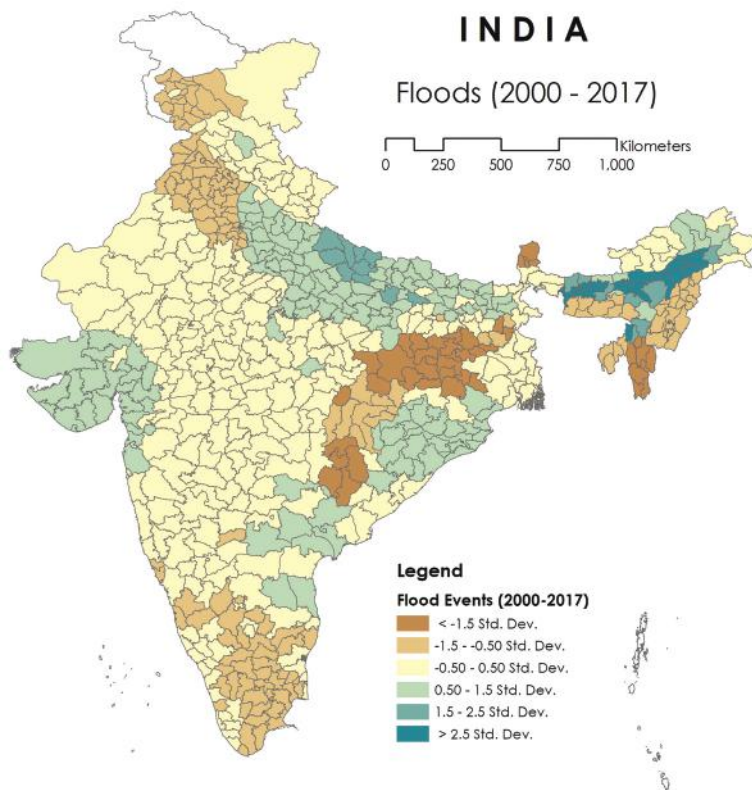 INDIA
Floods (2000 - 2017)
Kilometers
0 250 500 750 1,000
Legend
Flood Events (2000-2017)
< -1.5 Std. Dev.
-1.5 - -0.50 Std. Dev.
-0.50 - 0.50 Std. Dev.
0.50 - 1.5 Std. Dev.
1.5 - 2.5 Std. Dev.
> 2.5 Std. Dev.